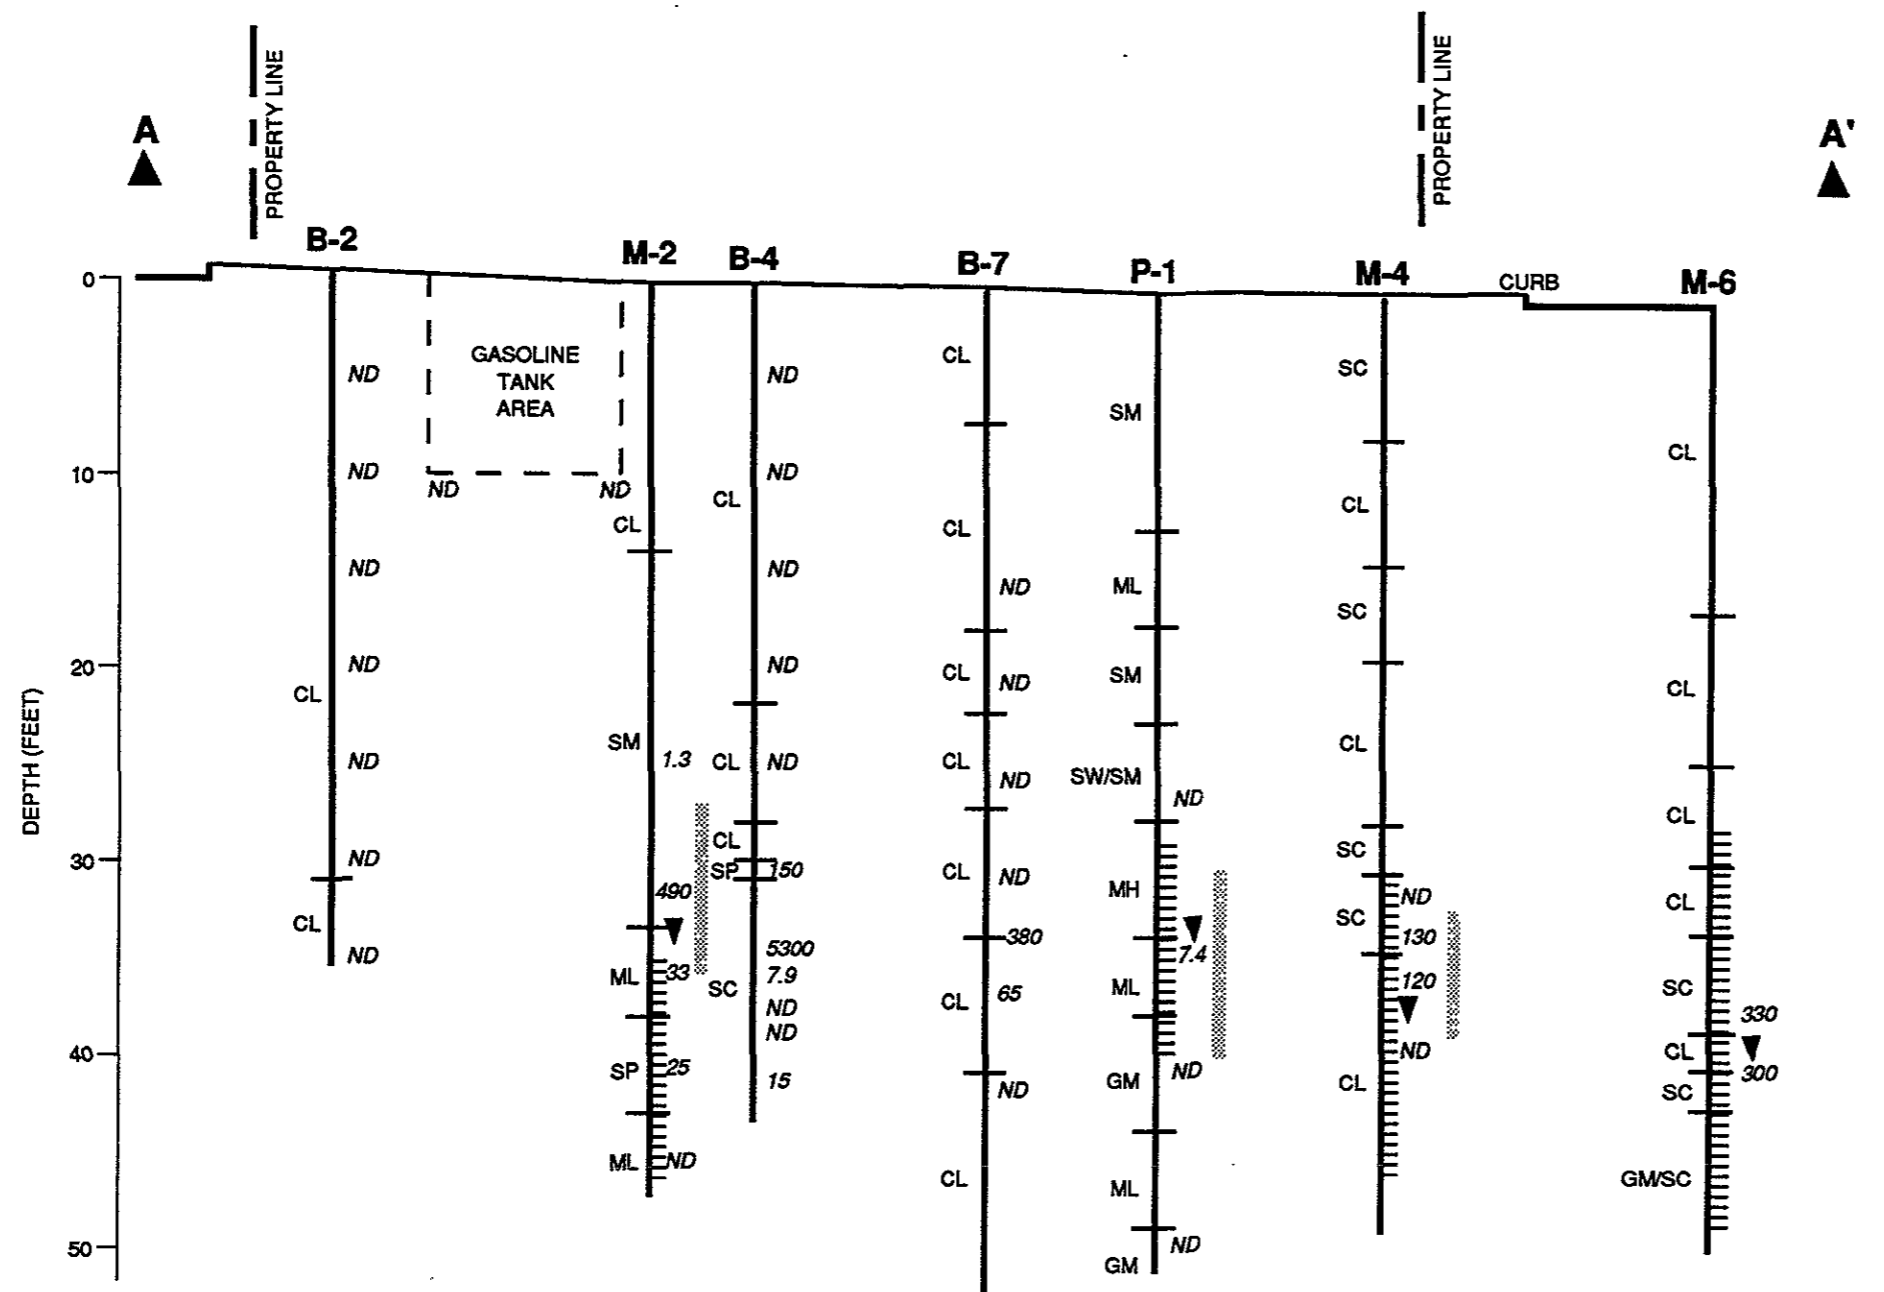 PROPERTY LINE
PROPERTY LINE
A
A'
B-2
M-2
B-4
B-7
P-1
M-4
CURB
M-6
DEPTH (FEET)
0
10
20
30
40
50
GASOLINE
TANK
AREA
ND
ND
ND
ND
ND
ND
CL
ND
ND
CL
ND
CL
SM
1.3
490
ML
33
SP
25
ML
ND
ND
ND
CL
ND
ND
CL
ND
CL
SP
150
5300
7.9
SC
ND
ND
15
CL
CL
ND
CL
ND
CL
ND
CL
ND
380
CL
65
ND
CL
SM
ML
SM
SW/SM
ND
MH
7.4
ML
ND
GM
ML
ND
GM
SC
CL
SC
CL
SC
ND
SC
130
120
ND
CL
CL
CL
CL
CL
SC
330
CL
300
SC
GM/SC